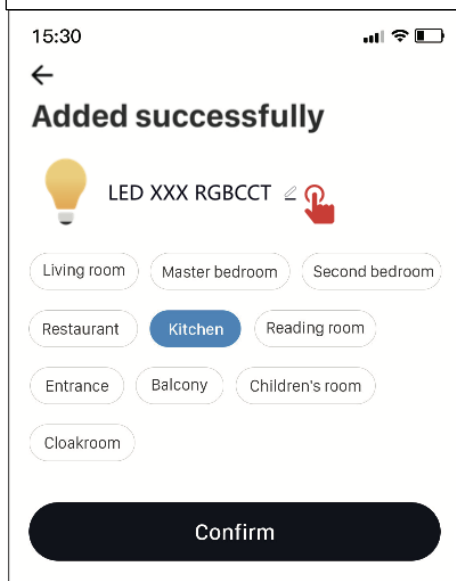 15:30
Added successfully
LED XXX RGBCCT
Living room Master bedroom Second bedroom
Restaurant Kitchen Reading room
Entrance Balcony Children's room
Cloakroom
Confirm